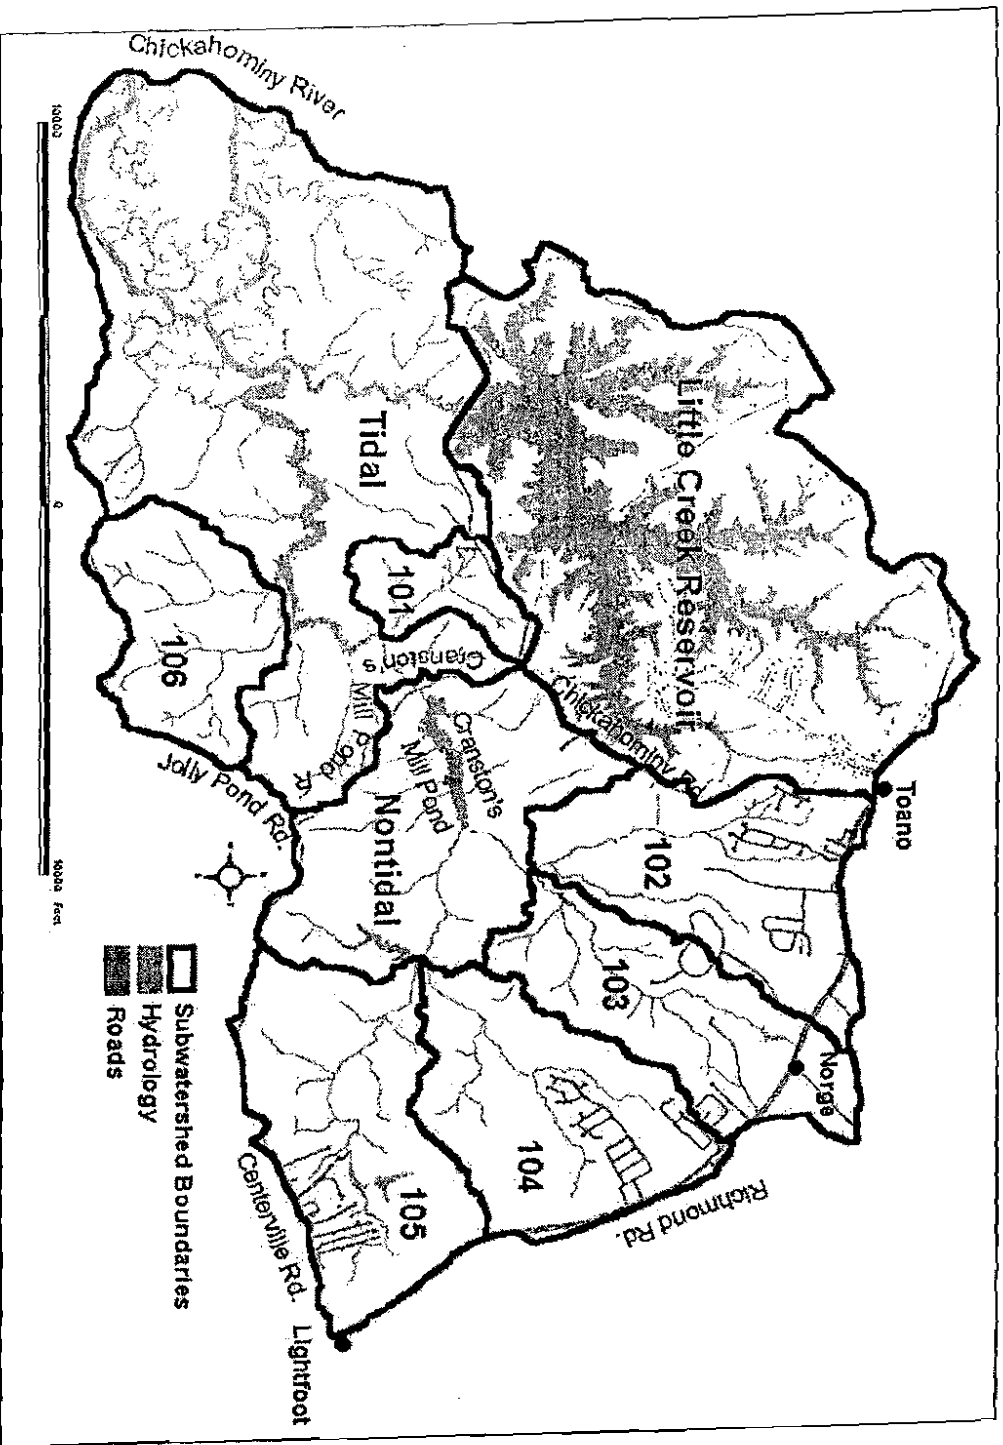 Chickahominy River
Little Creek Reservoir
Toano
Chickahominy Rd.
Tidal
101
102
Norge
103
Cranston's
Mill Pond Rd.
Cranston's
Mill Pond
106
Nontidal
Richmond Rd.
104
Jolly Pond Rd.
105
Centerville Rd.
Lightfoot
Subwatershed Boundaries
Hydrology
Roads
10000
0
10000 Feet